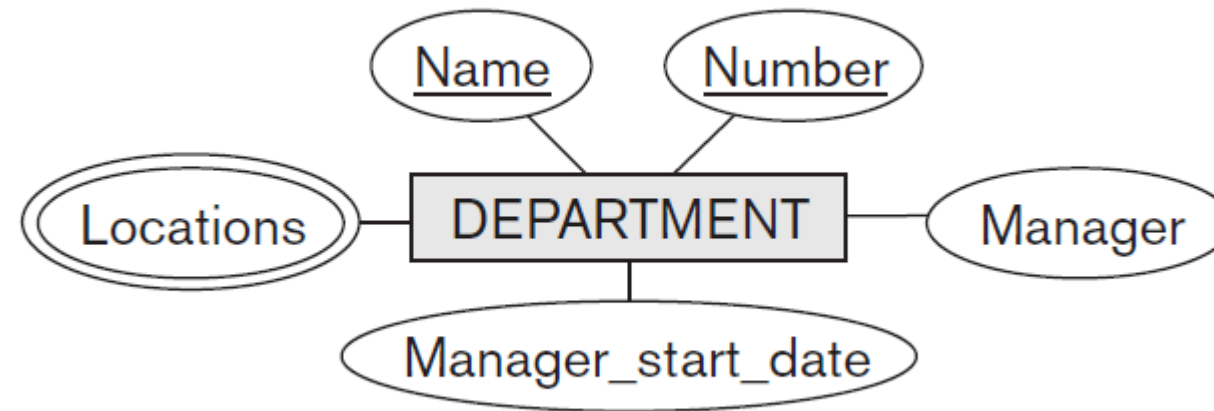 Name
Number
Locations
DEPARTMENT
Manager
Manager_start_date